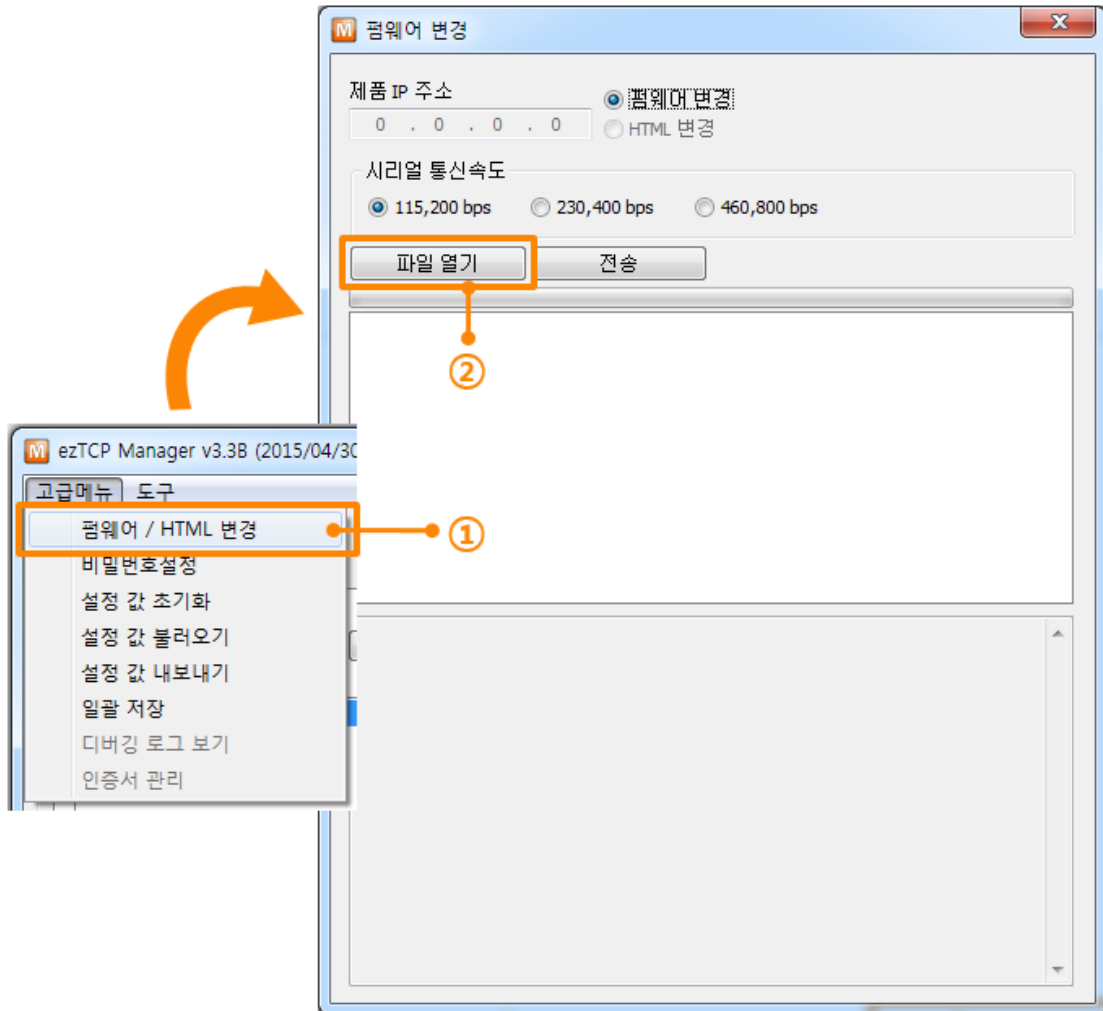 펌웨어 변경
제품 IP 주소
0 . 0 . 0 . 0
펌웨어 변경
HTML 변경
시리얼 통신속도
115,200 bps 230,400 bps 460,800 bps
파일 열기 전송
②
ezTCP Manager v3.3B (2015/04/30
고급메뉴 도구
펌웨어 / HTML 변경
①
비밀번호설정
설정 값 초기화
설정 값 불러오기
설정 값 내보내기
일괄 저장
디버깅 로그 보기
인증서 관리